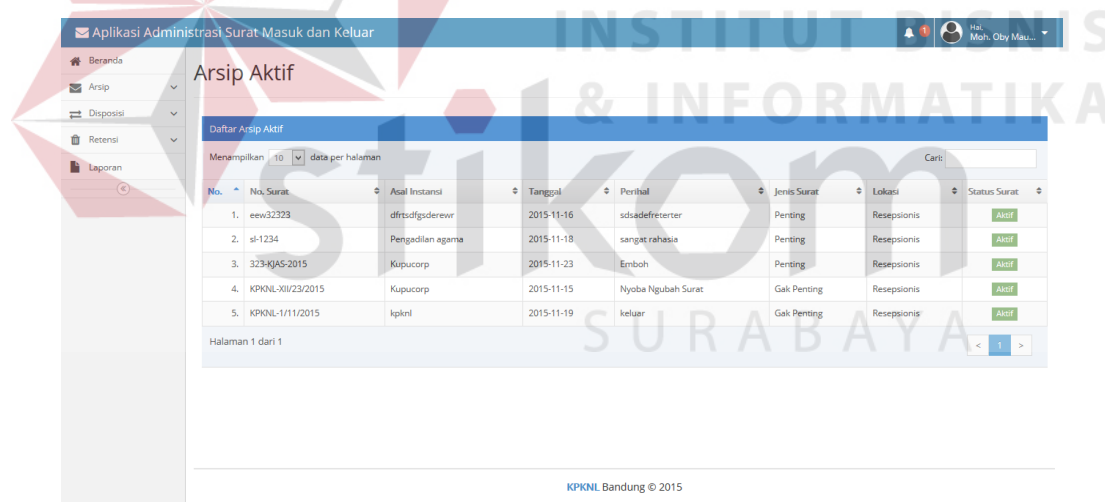 INSTITUT BISNIS
& INFORMATIKA
stikom
SURABAYA
Aplikasi Administrasi Surat Masuk dan Keluar
1
Hai,
Moh. Oby Mau...
Beranda
Arsip
Disposisi
Retensi
Laporan
Arsip Aktif
Daftar Arsip Aktif
Menampilkan 10 data per halaman
Cari:
No. No. Surat Asal Instansi Tanggal Perihal Jenis Surat Lokasi Status Surat
1. eew32323 dfrtsdfgsderewr 2015-11-16 sdsadefreterter Penting Resepsionis Aktif
2. sl-1234 Pengadilan agama 2015-11-18 sangat rahasia Penting Resepsionis Aktif
3. 323-KJAS-2015 Kupucorp 2015-11-23 Emboh Penting Resepsionis Aktif
4. KPKNL-XII/23/2015 Kupucorp 2015-11-15 Nyoba Ngubah Surat Gak Penting Resepsionis Aktif
5. KPKNL-1/11/2015 kpknl 2015-11-19 keluar Gak Penting Resepsionis Aktif
Halaman 1 dari 1
< 1 >
KPKNL Bandung © 2015